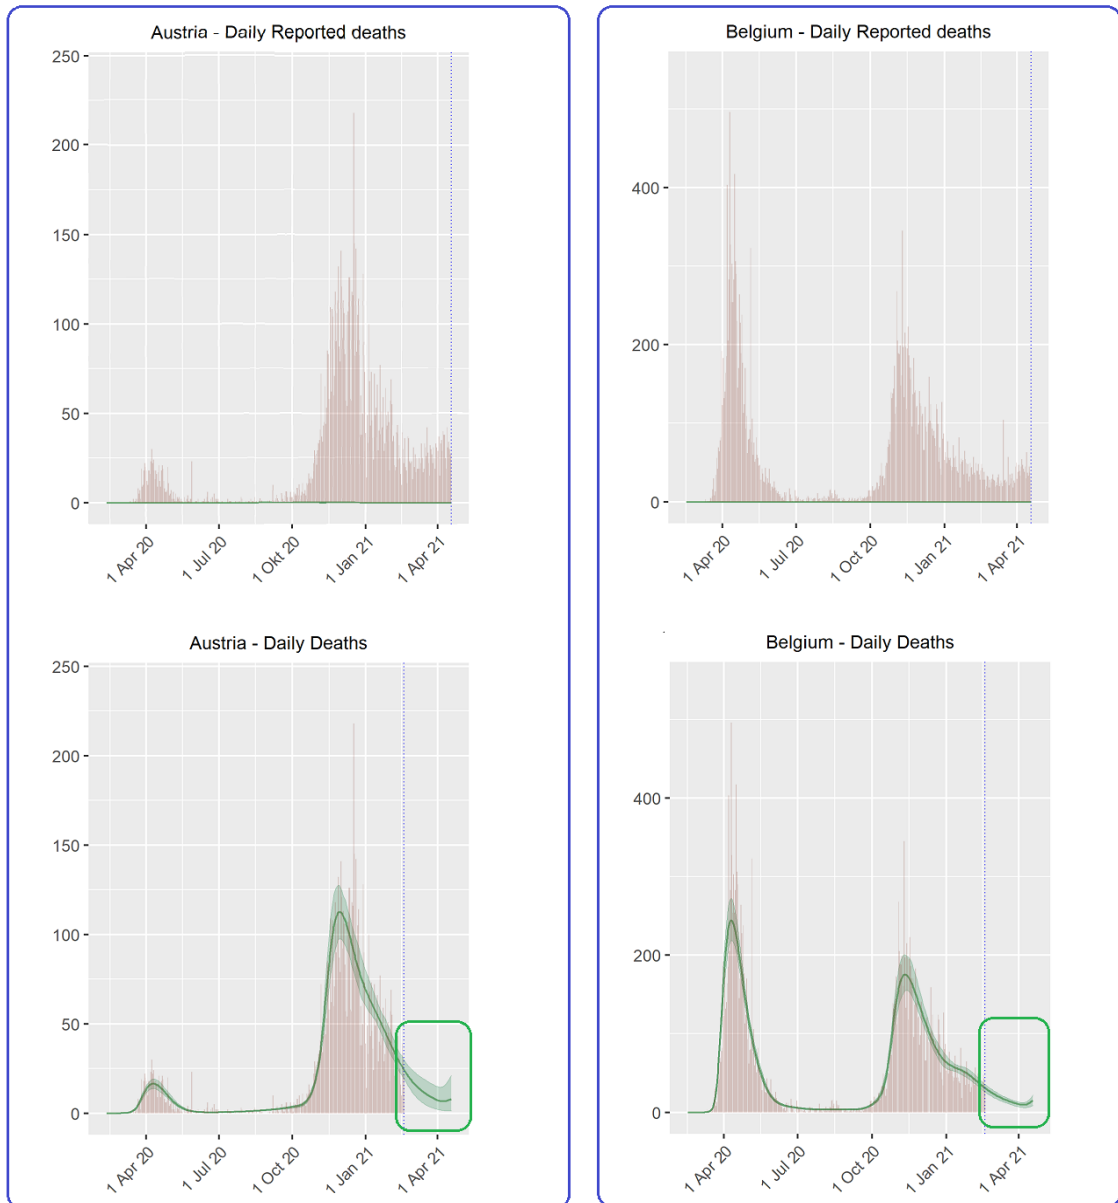 Austria - Daily Reported deaths
250
200
150
100
50
0
1 Apr 20
1 Jul 20
1 Okt 20
1 Jan 21
1 Apr 21
Belgium - Daily Reported deaths
400
200
0
1 Apr 20
1 Jul 20
1 Oct 20
1 Jan 21
1 Apr 21
Austria - Daily Deaths
250
200
150
100
50
0
1 Apr 20
1 Jul 20
1 Oct 20
1 Jan 21
1 Apr 21
Belgium - Daily Deaths
400
200
0
1 Apr 20
1 Jul 20
1 Oct 20
1 Jan 21
1 Apr 21